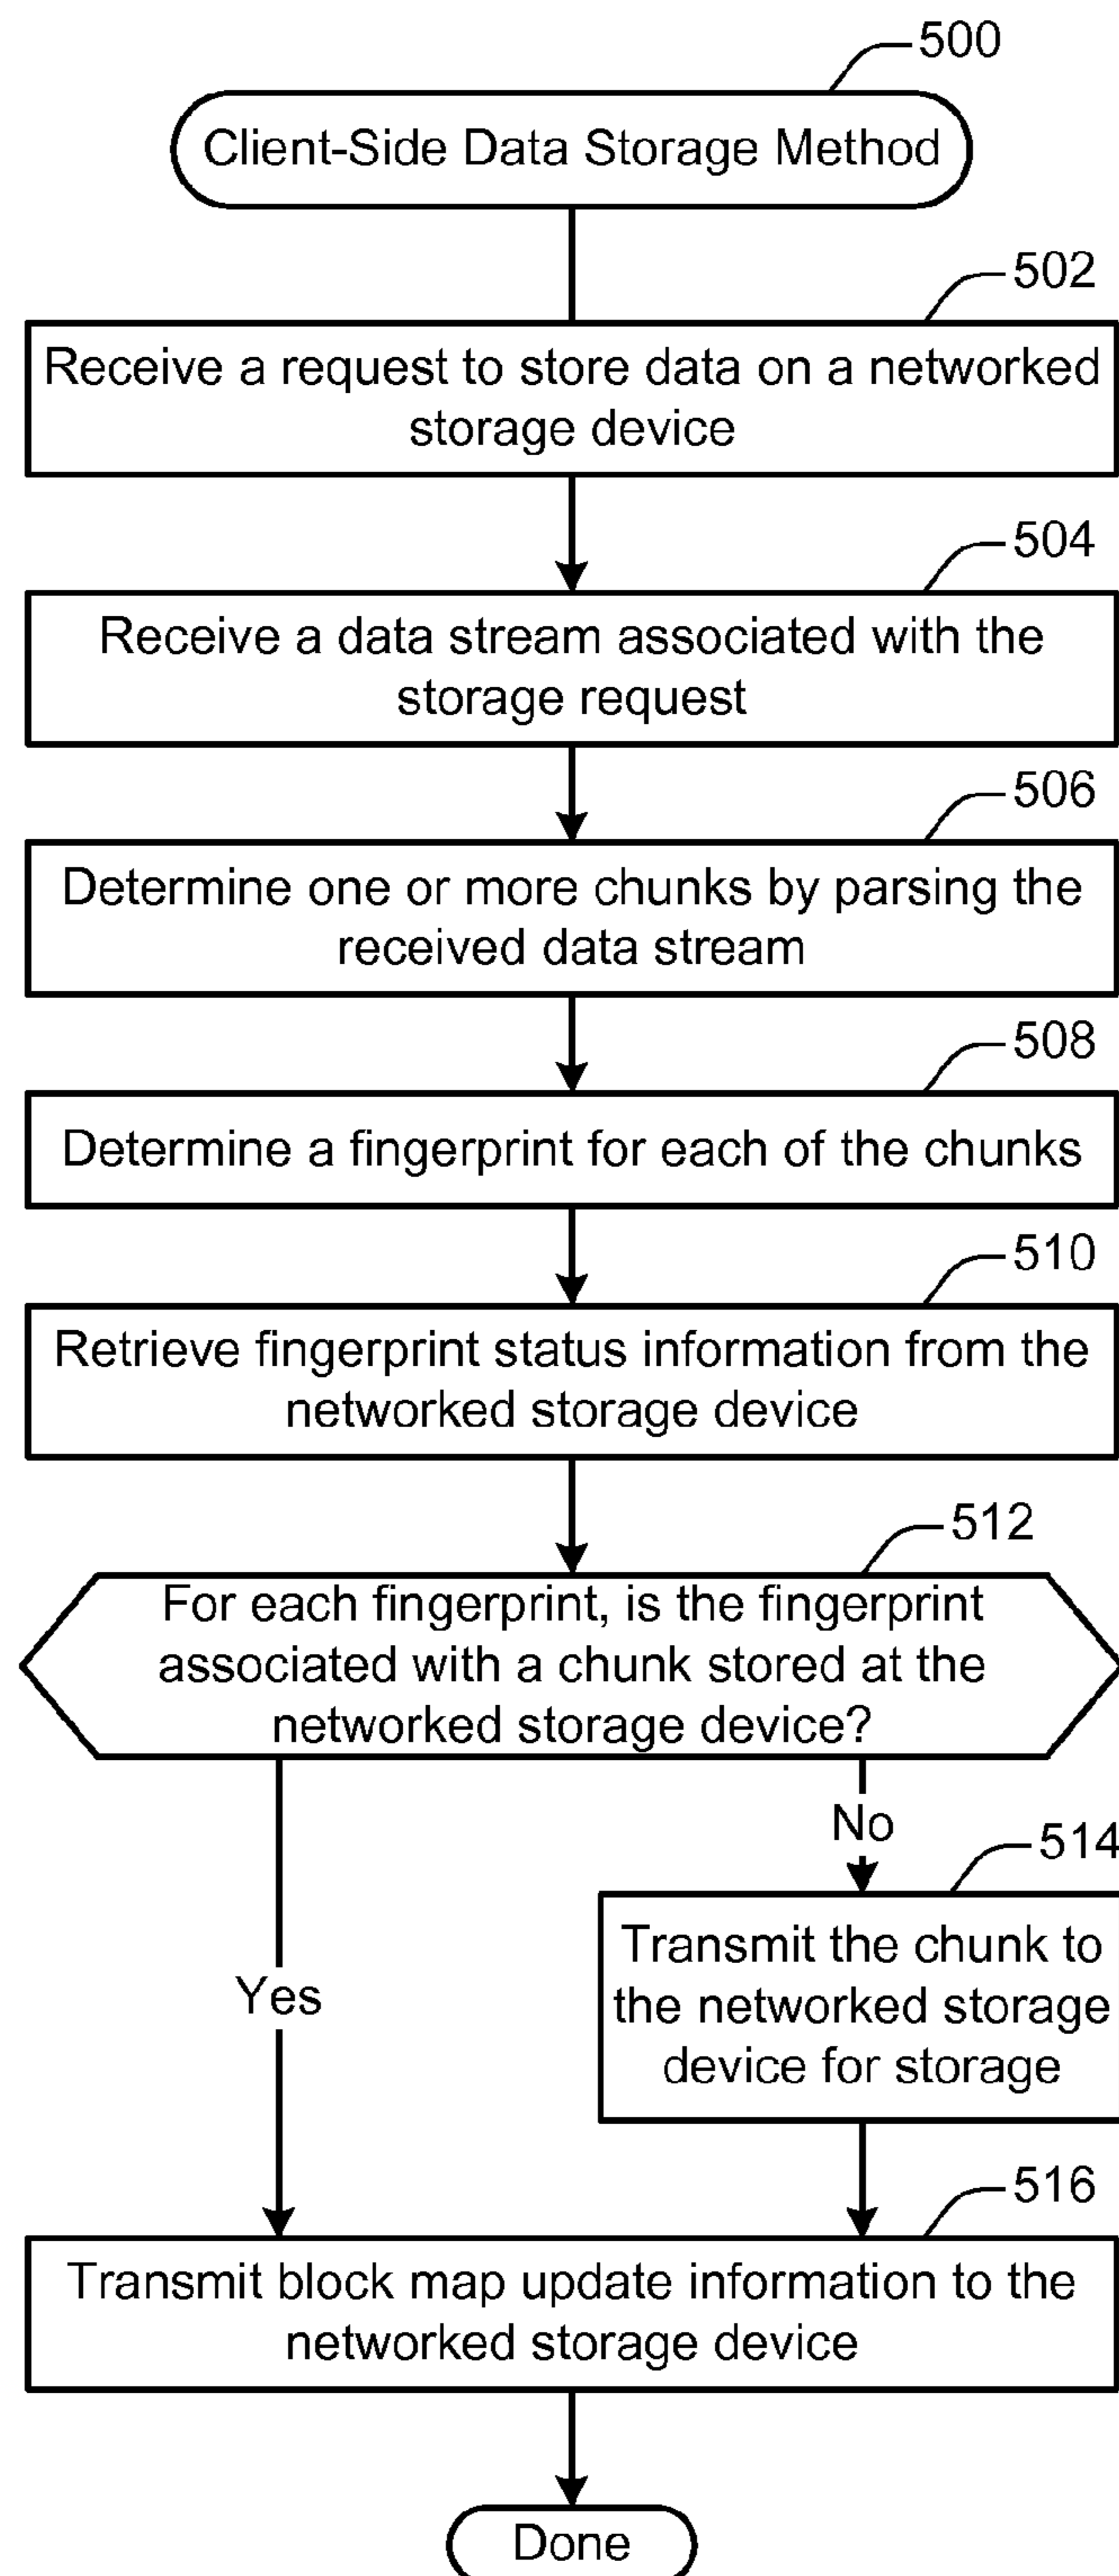 500
Client-Side Data Storage Method
502
Receive a request to store data on a networked
storage device
504
Receive a data stream associated with the
storage request
506
Determine one or more chunks by parsing the
received data stream
508
Determine a fingerprint for each of the chunks
510
Retrieve fingerprint status information from the
networked storage device
512
For each fingerprint, is the fingerprint
associated with a chunk stored at the
networked storage device?
No
514
Transmit the chunk to
the networked storage
device for storage
Yes
516
Transmit block map update information to the
networked storage device
Done